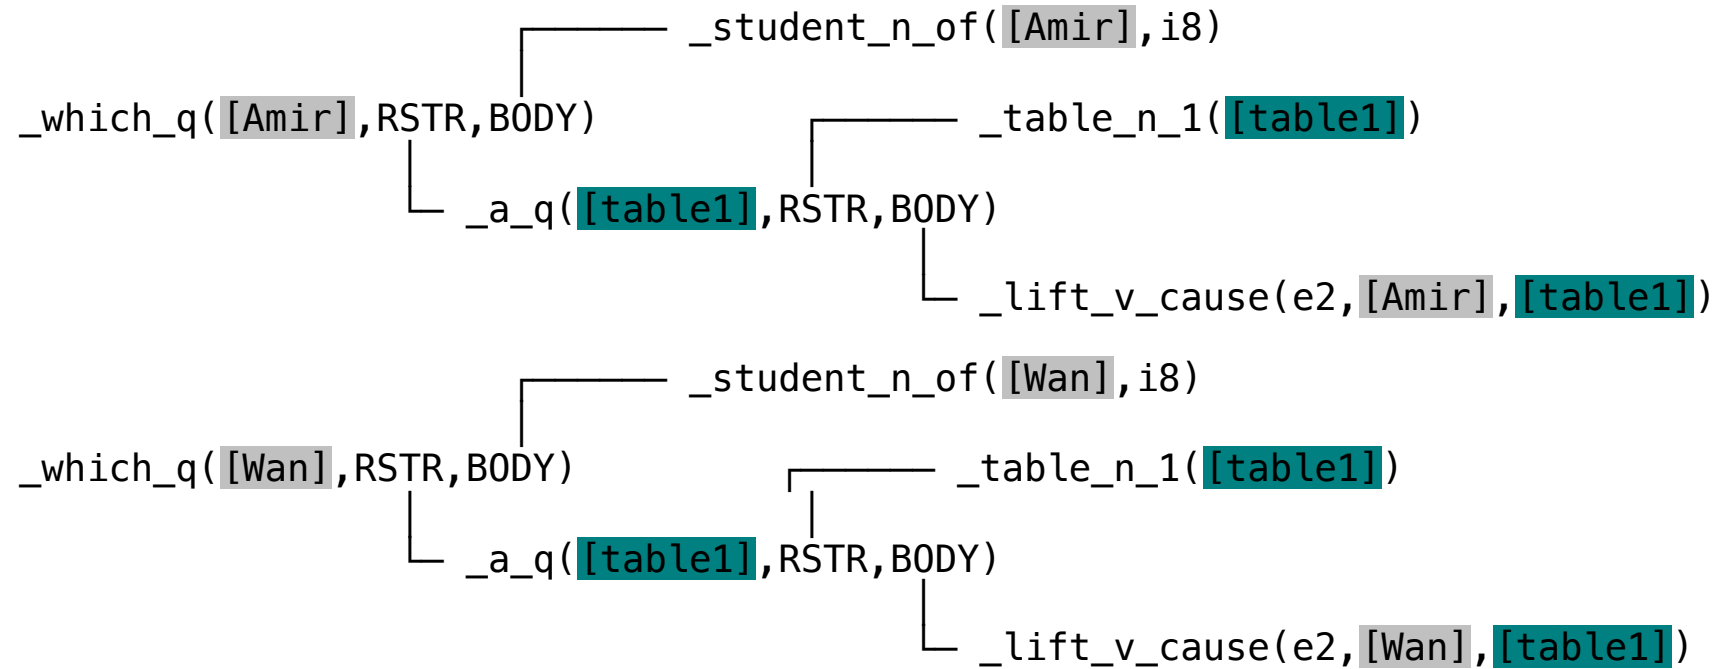 _student_n_of([Amir],i8)
_which_q([Amir],RSTR,BODY)
_table_n_1([table1])
_a_q([table1],RSTR,BODY)
_lift_v_cause(e2,[Amir],[table1])
_student_n_of([Wan],i8)
_which_q([Wan],RSTR,BODY)
_table_n_1([table1])
_a_q([table1],RSTR,BODY)
_lift_v_cause(e2,[Wan],[table1])